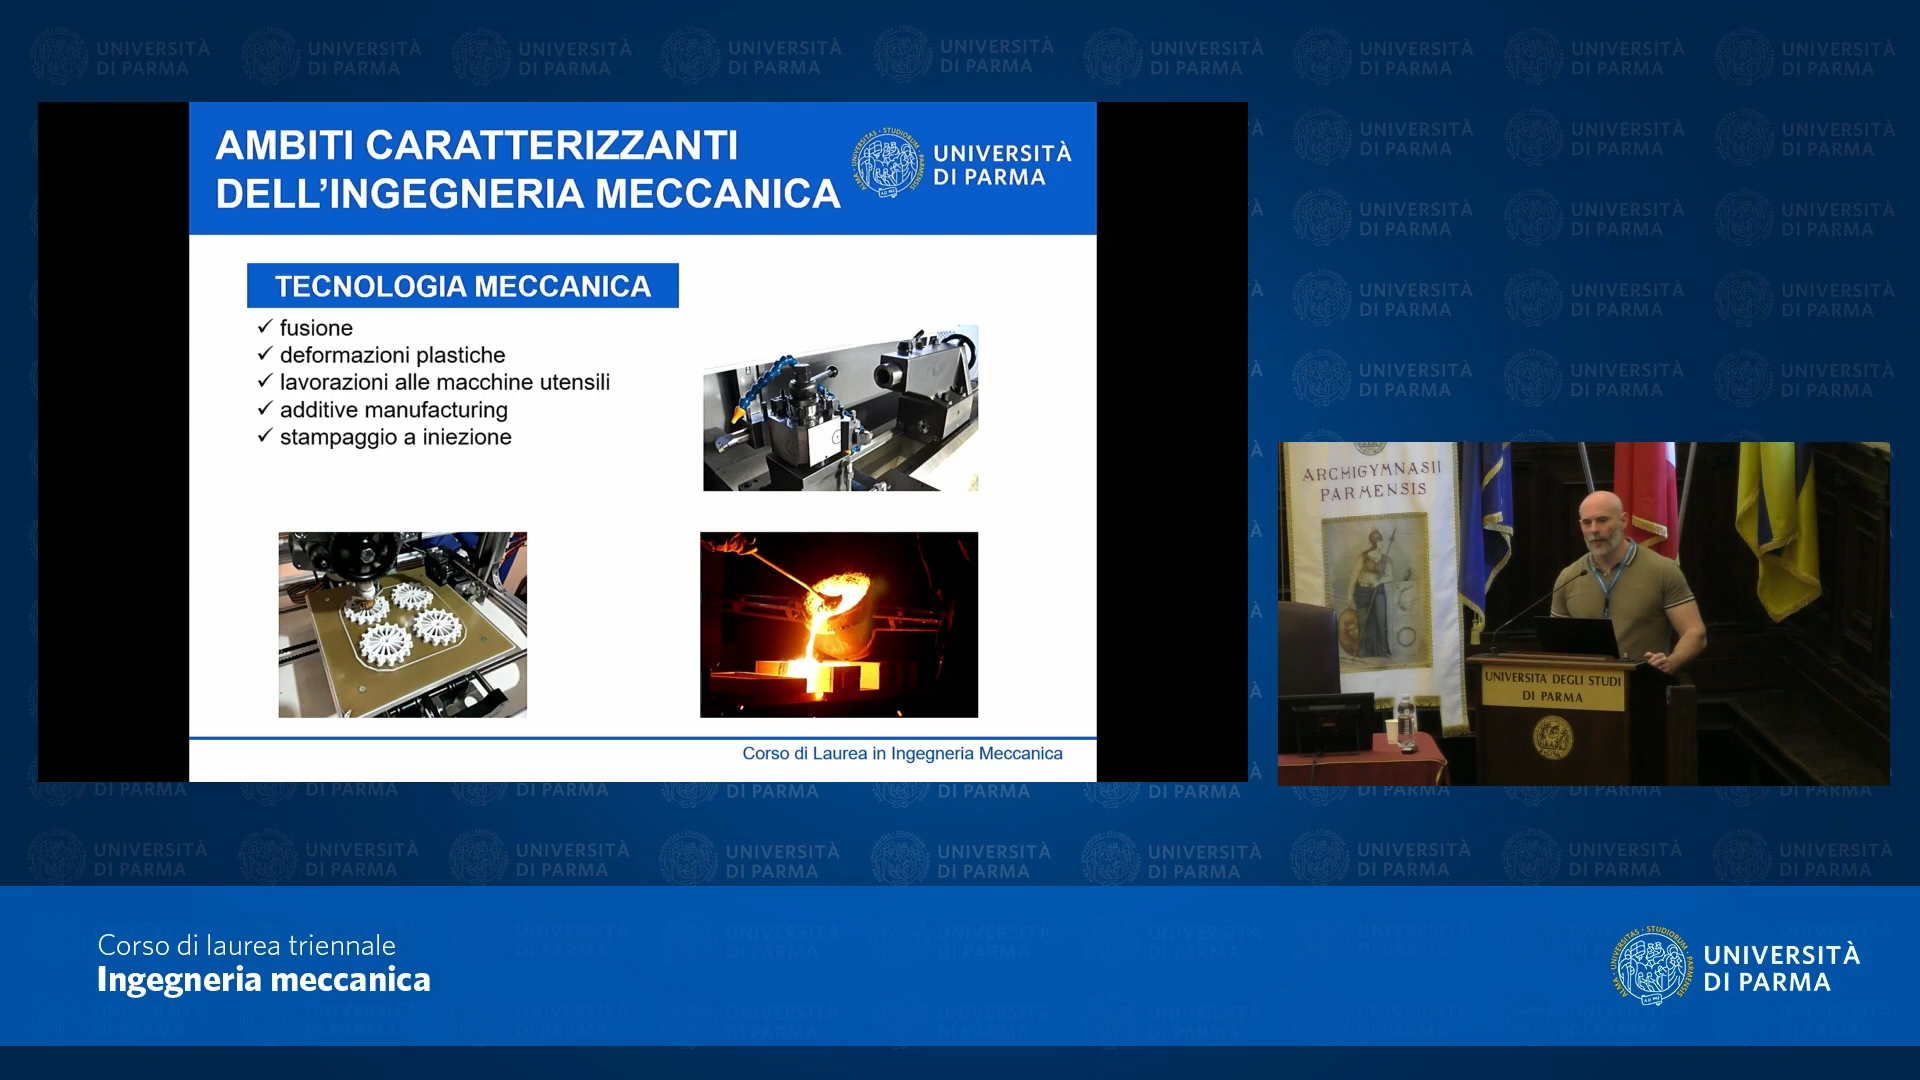 AMBITI CARATTERIZZANTI
DELL'INGEGNERIA MECCANICA
UNIVERSITÀ
DI PARMA
TECNOLOGIA MECCANICA
✓ fusione
✓ deformazioni plastiche
✓ lavorazioni alle macchine utensili
✓ additive manufacturing
✓ stampaggio a iniezione
Corso di Laurea in Ingegneria Meccanica
ARCHIGYMNASII
PARMENSIS
UNIVERSITA DEGLI STUDI
DI PARMA
Corso di laurea triennale
Ingegneria meccanica
UNIVERSITÀ
DI PARMA